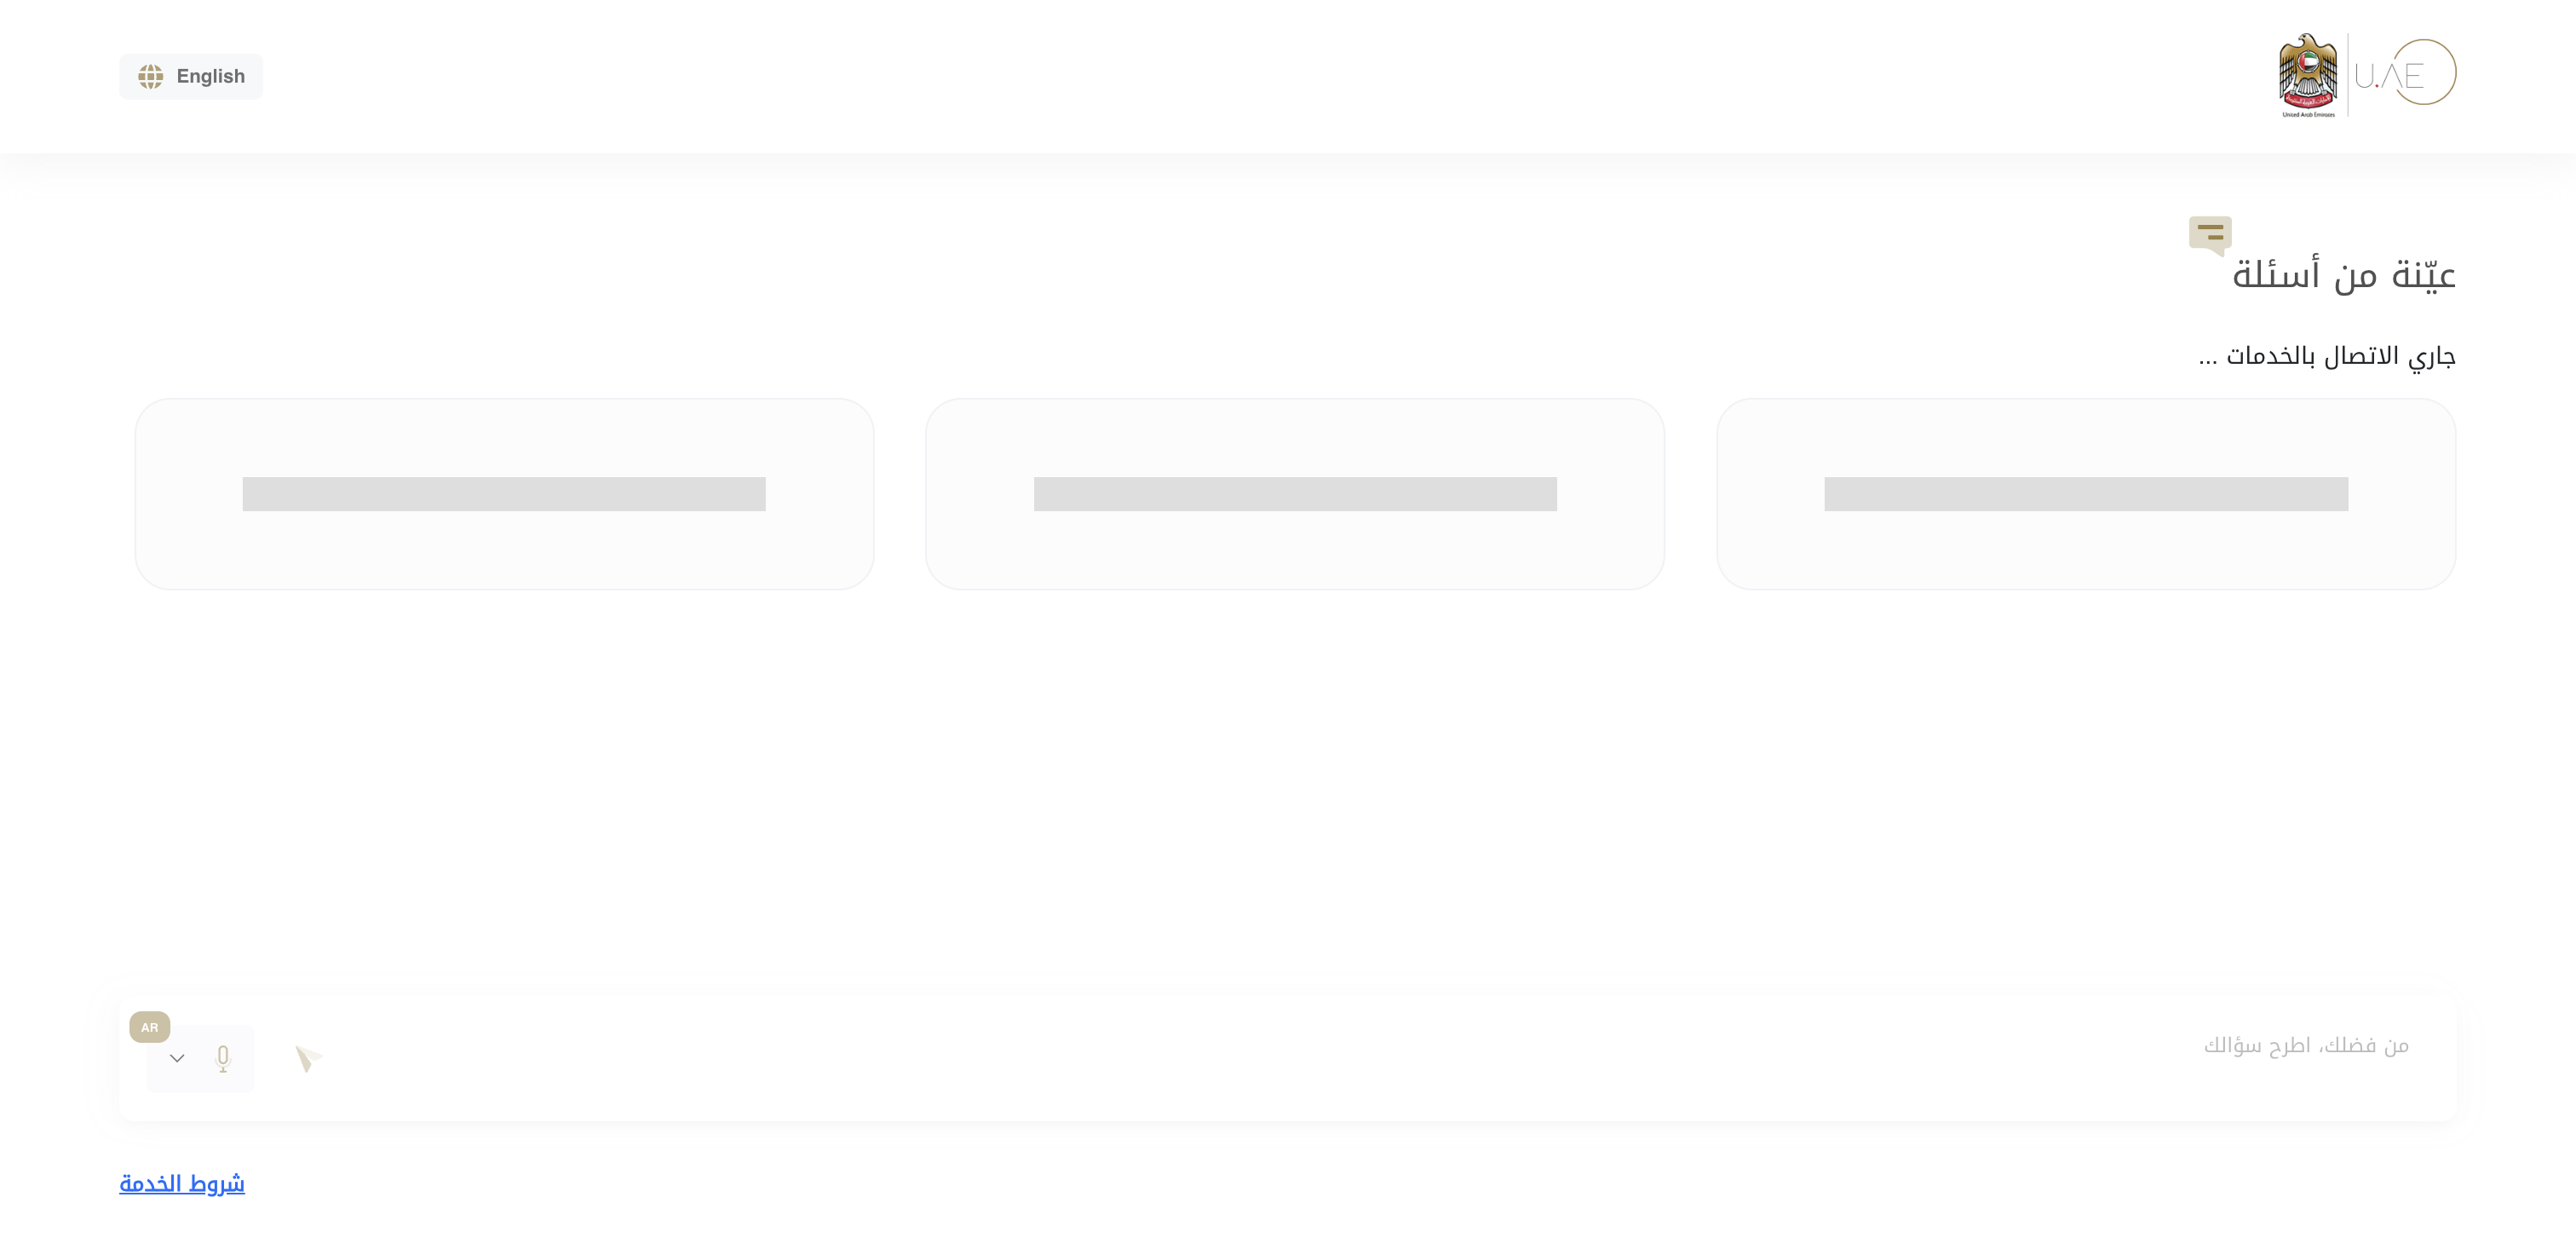 English
U.AE
United Arab Emirates
عيّنة من أسئلة
جاري الاتصال بالخدمات ...
AR
من فضلك، اطرح سؤالك
شروط الخدمة